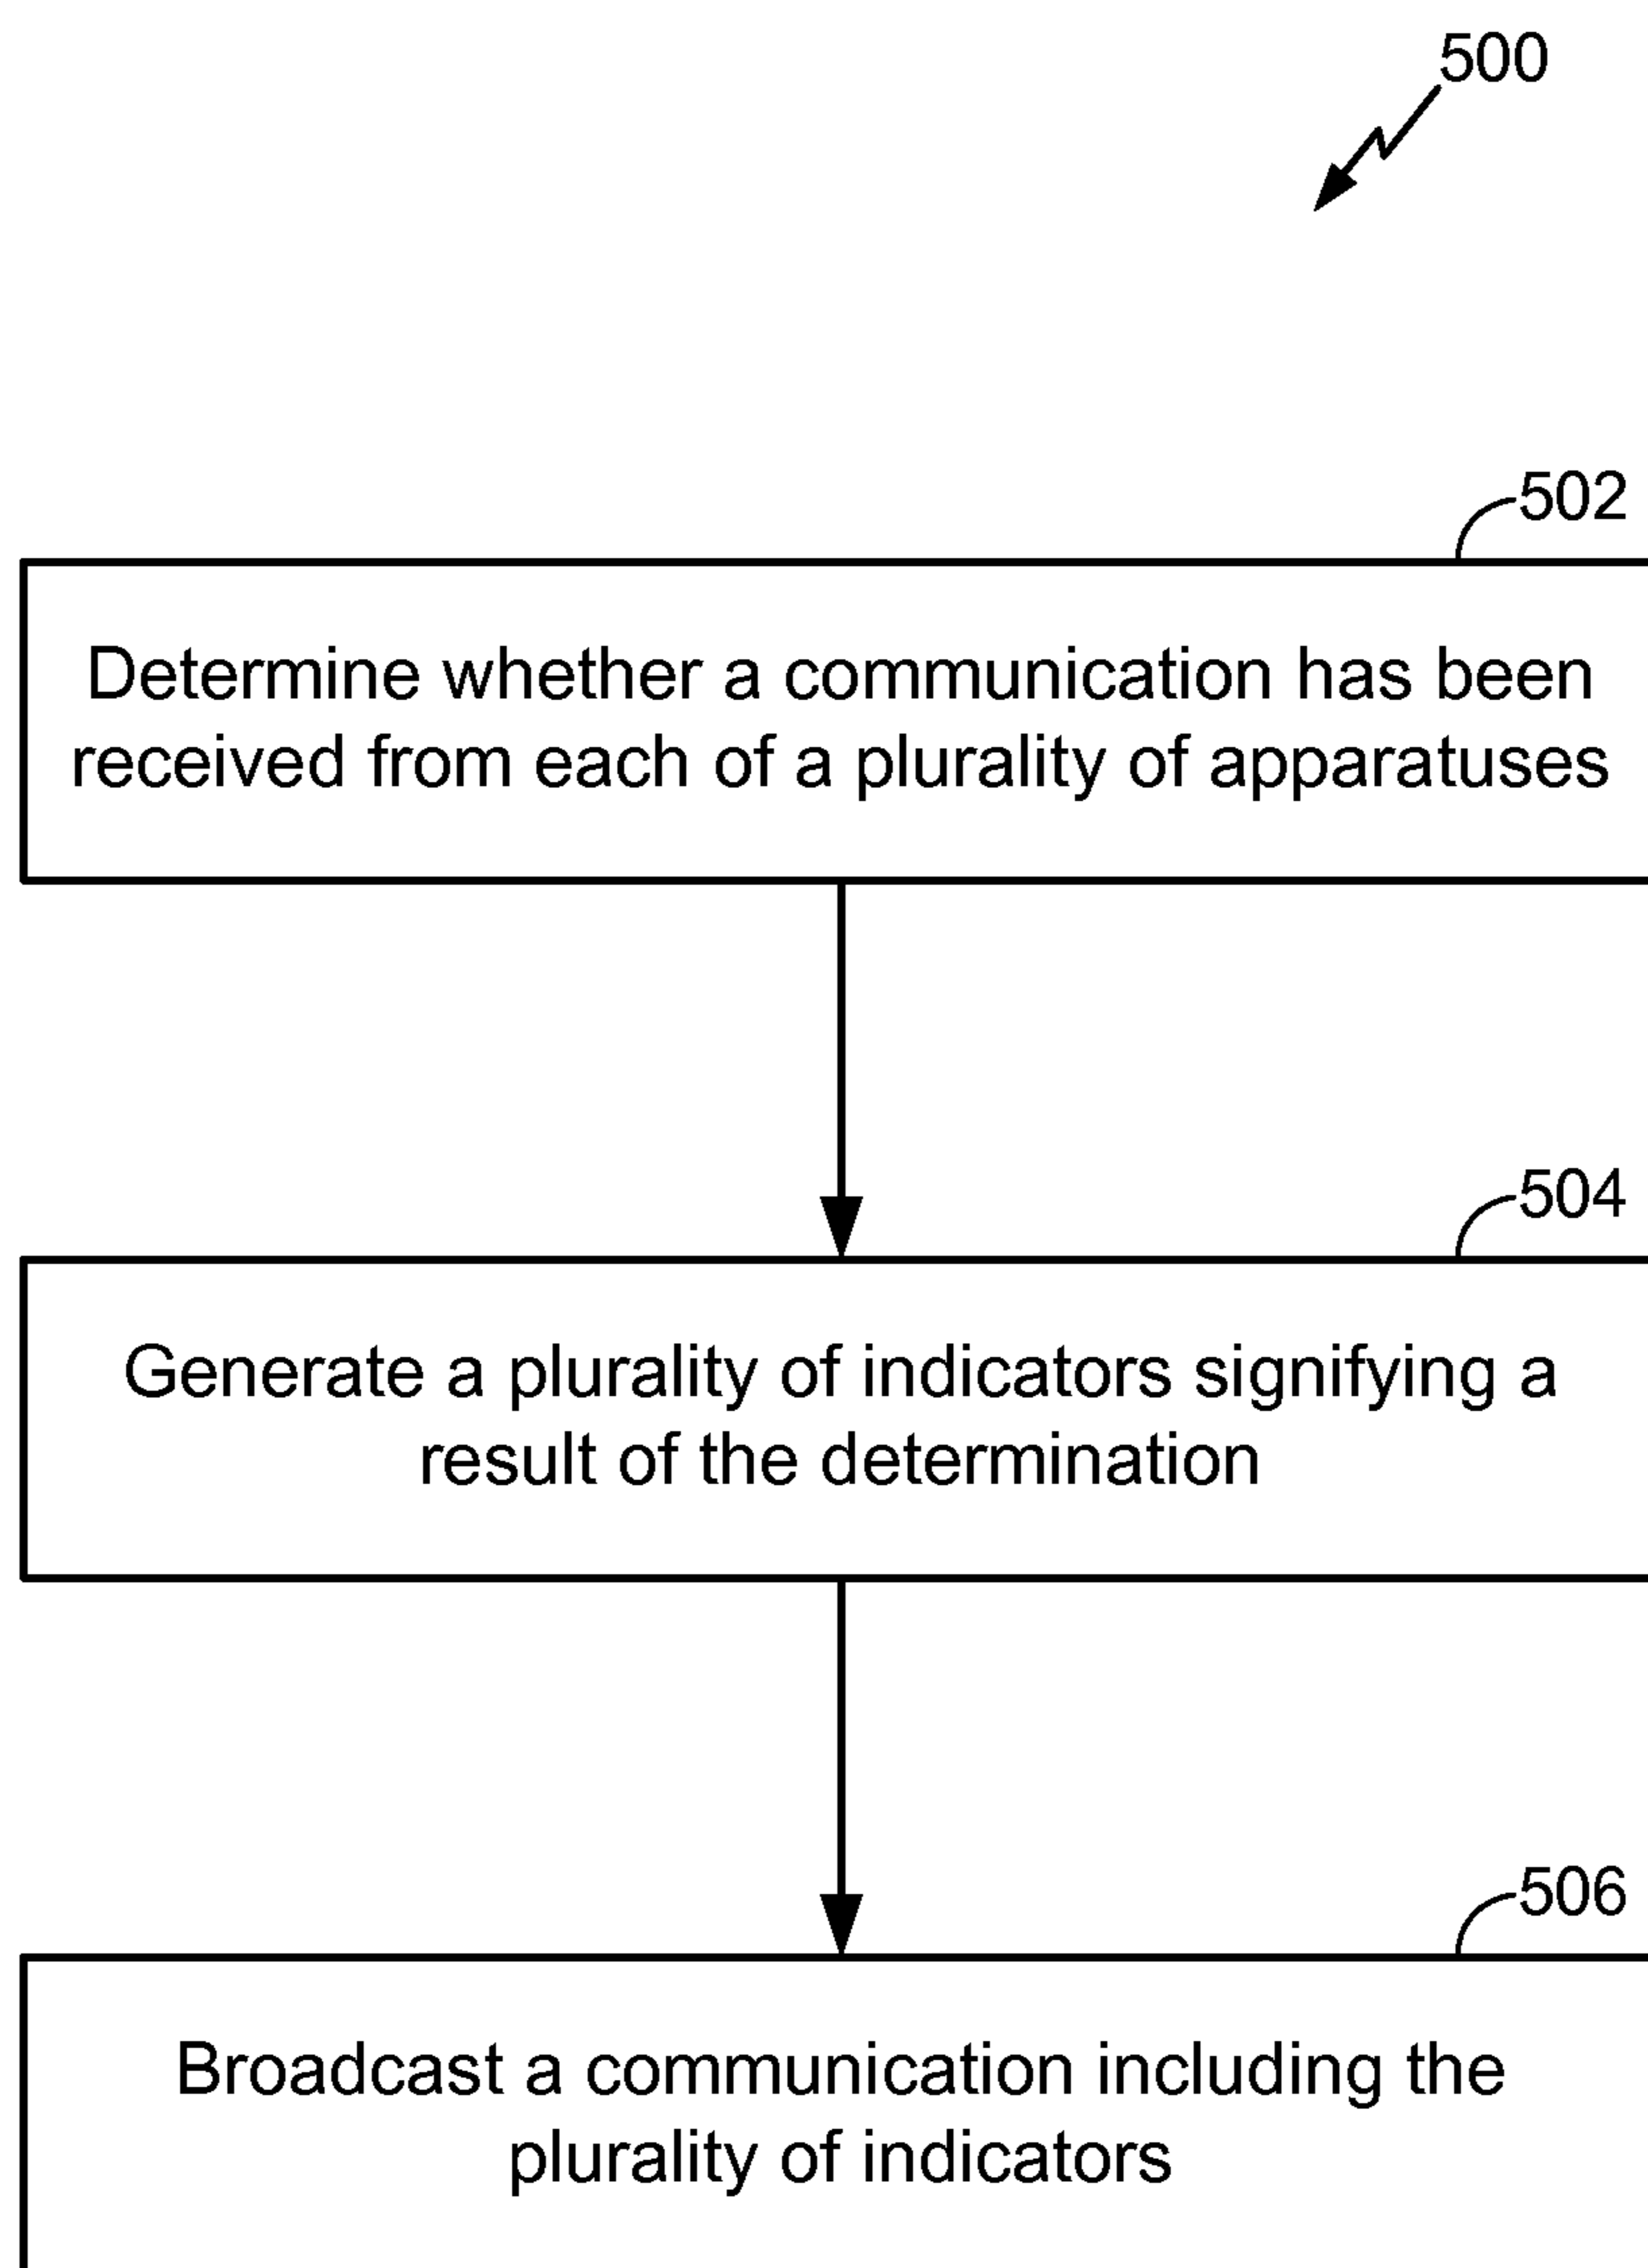 500
502
Determine whether a communication has been
received from each of a plurality of apparatuses
504
Generate a plurality of indicators signifying a
result of the determination
506
Broadcast a communication including the
plurality of indicators